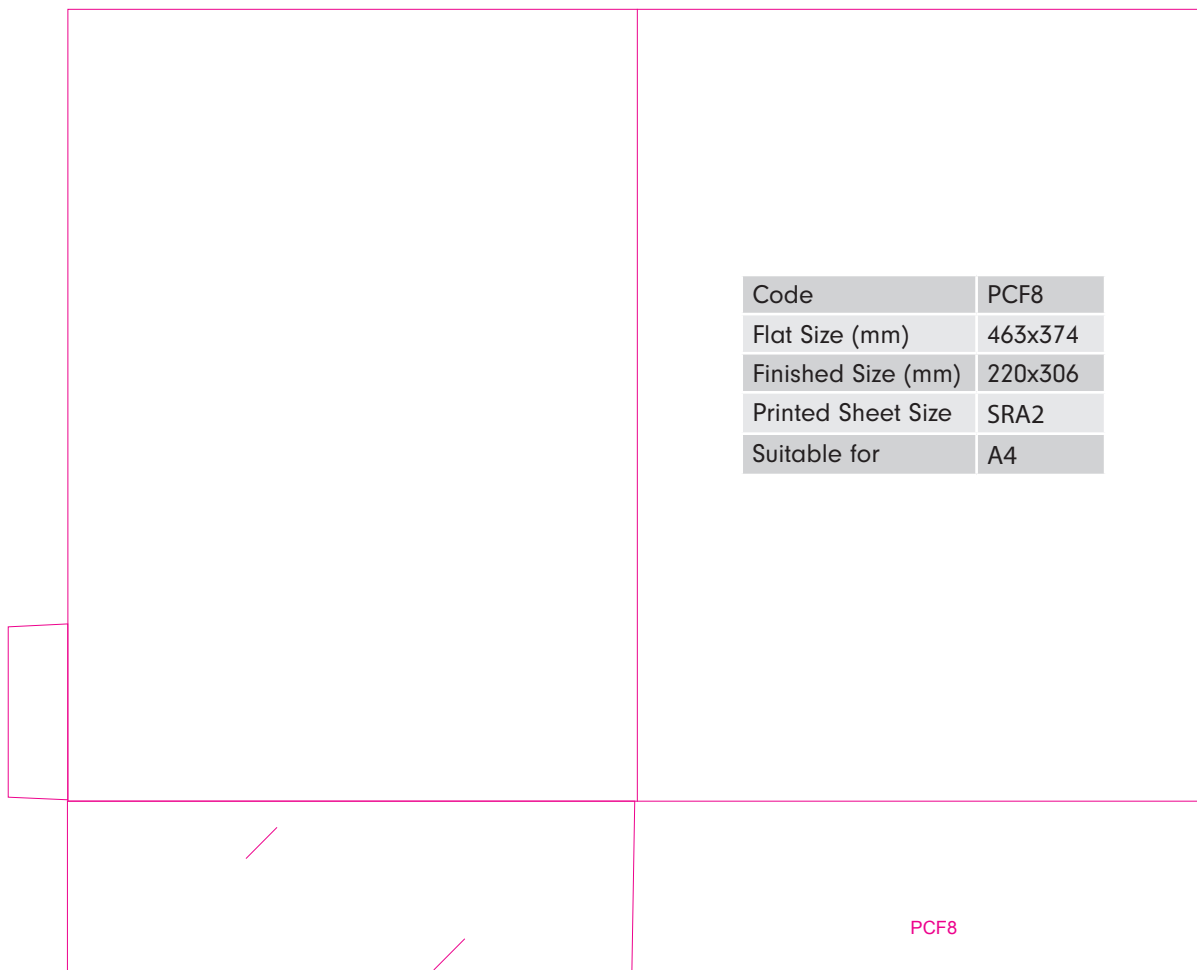 Code PCF8
Flat Size (mm) 463x374
Finished Size (mm) 220x306
Printed Sheet Size SRA2
Suitable for A4
PCF8